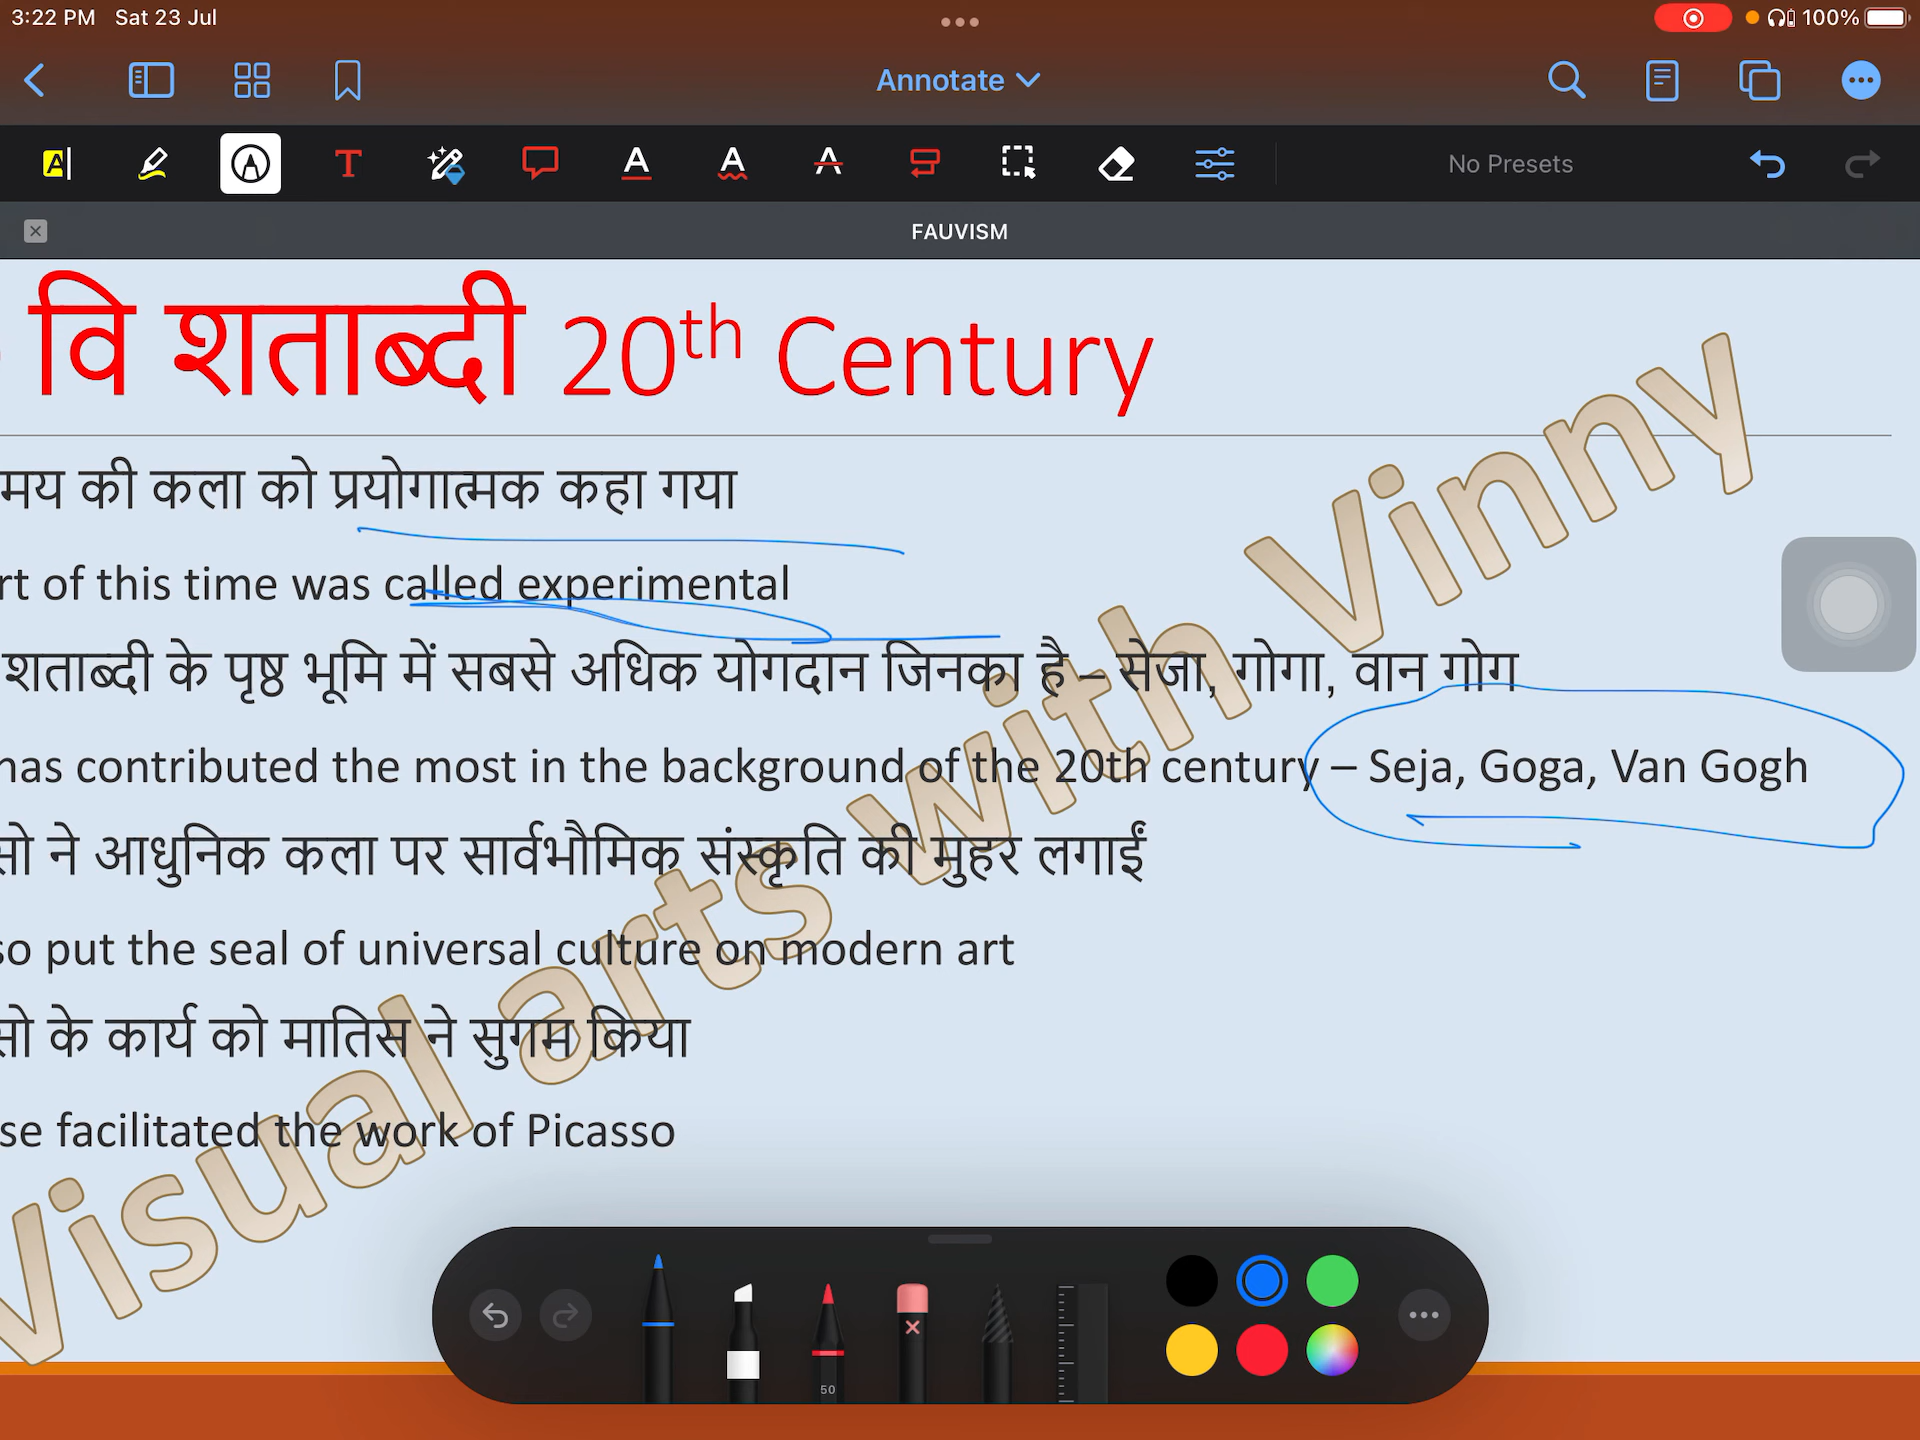 3:22 PM Sat 23 Jul
100%
Annotate
No Presets
FAUVISM
वि शताब्दी 20th Century
मय की कला को प्रयोगात्मक कहा गया
rt of this time was called experimental
शताब्दी के पृष्ठ भूमि में सबसे अधिक योगदान जिनका है – सेजा, गोगा, वान गोग
has contributed the most in the background of the 20th century – Seja, Goga, Van Gogh
सो ने आधुनिक कला पर सार्वभौमिक संस्कृति की मुहर लगाईं
so put the seal of universal culture on modern art
सो के कार्य को मातिस ने सुगम किया
se facilitated the work of Picasso
Visual arts with Vinny
50